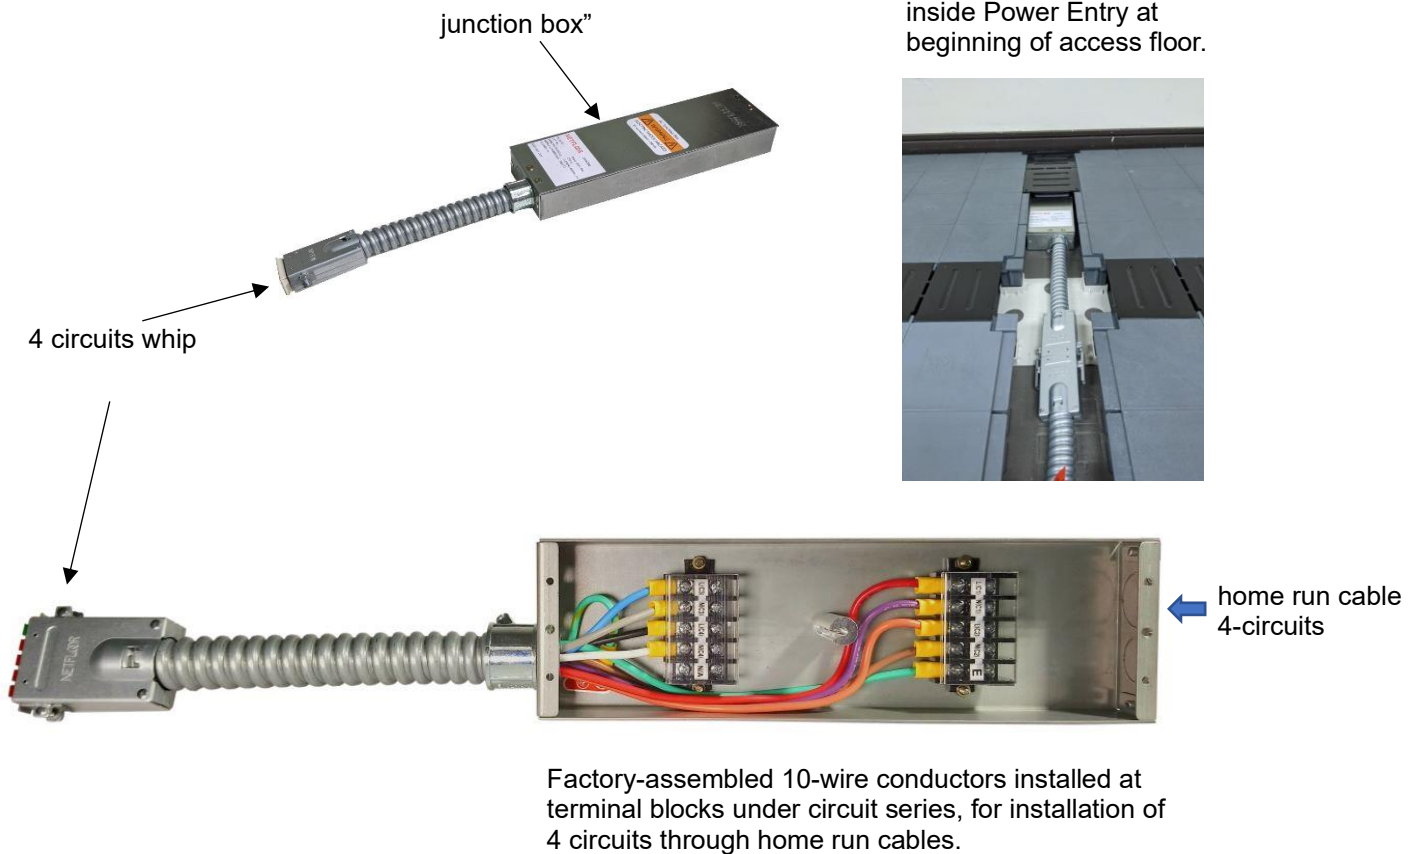 junction box”
inside Power Entry at
beginning of access floor.
4 circuits whip
NETFLOOR
home run cable
4-circuits
N/A
E
Factory-assembled 10-wire conductors installed at
terminal blocks under circuit series, for installation of
4 circuits through home run cables.